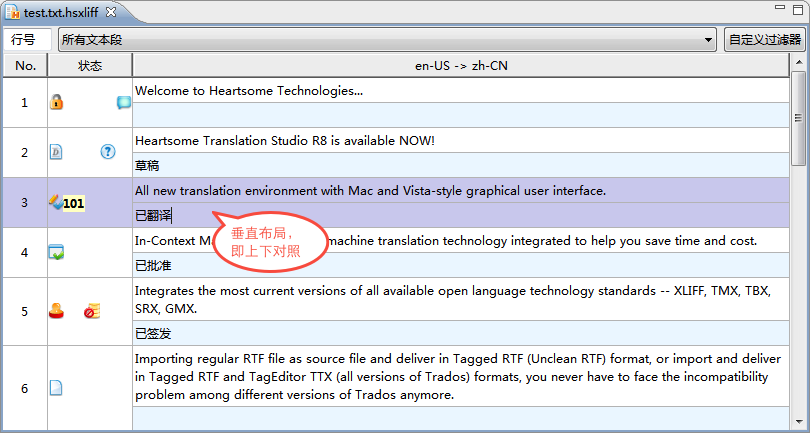 test.txt.hsxliff
行号 所有文本段 自定义过滤器
No. 状态 en-US -> zh-CN
1 Welcome to Heartsome Technologies...
2 Heartsome Translation Studio R8 is available NOW!
草稿
3 101 All new translation environment with Mac and Vista-style graphical user interface.
已翻译
垂直布局，
即上下对照
4 In-Context Ma machine translation technology integrated to help you save time and cost.
已批准
5 Integrates the most current versions of all available open language technology standards -- XLIFF, TMX, TBX,
SRX, GMX.
已签发
6 Importing regular RTF file as source file and deliver in Tagged RTF (Unclean RTF) format, or import and deliver
in Tagged RTF and TagEditor TTX (all versions of Trados) formats, you never have to face the incompatibility
problem among different versions of Trados anymore.